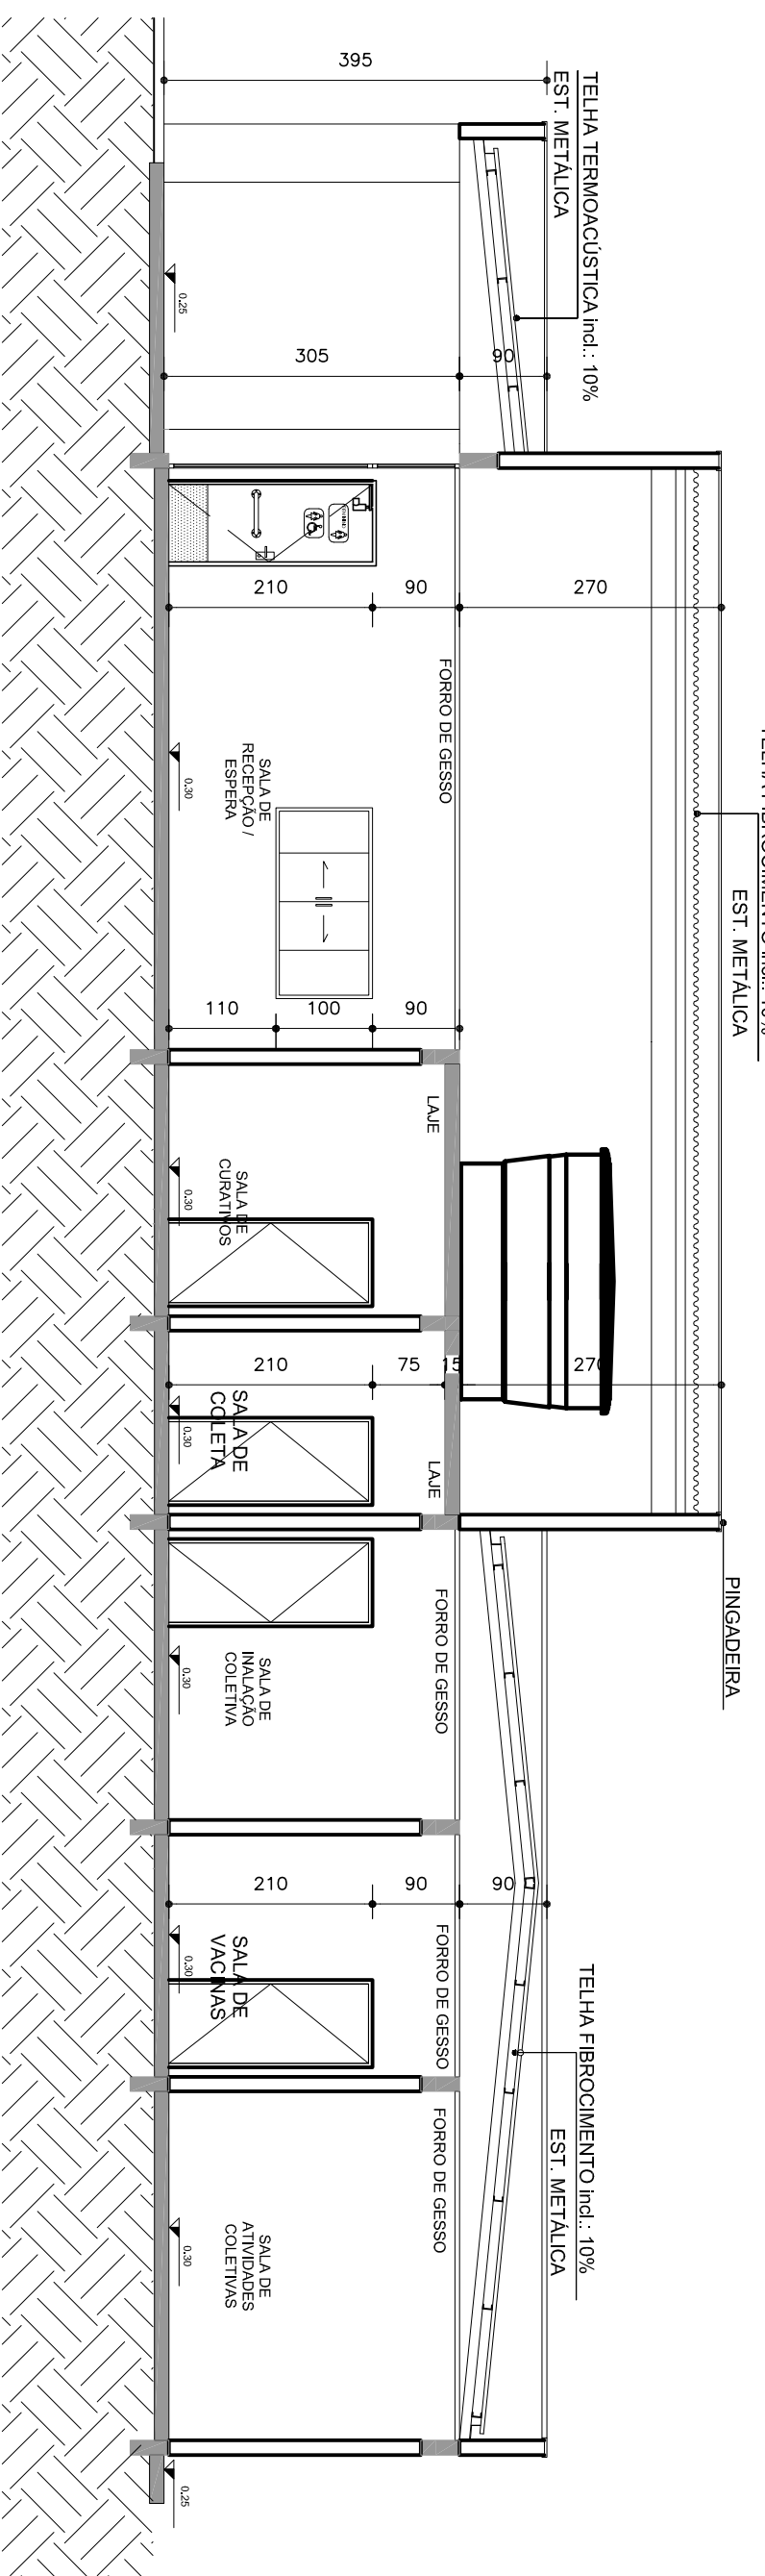 TELHA TERMOACÚSTICA incl.: 10%
EST. METÁLICA
395
305
90
0.25
EST. METÁLICA
270
90
210
FORRO DE GESSO
SALA DE
RECEPÇÃO /
ESPERA
0.30
90
100
110
LAJE
SALA DE
CURATIVOS
0.30
270
15
75
210
SALA DE
COLETA
0.30
LAJE
PINGADEIRA
FORRO DE GESSO
SALA DE
INALAÇÃO
COLETIVA
0.30
TELHA FIBROCIMENTO incl.: 10%
EST. METÁLICA
90
90
210
FORRO DE GESSO
SALA DE
VACINAS
0.30
FORRO DE GESSO
SALA DE
ATIVIDADES
COLETIVAS
0.30
0.25